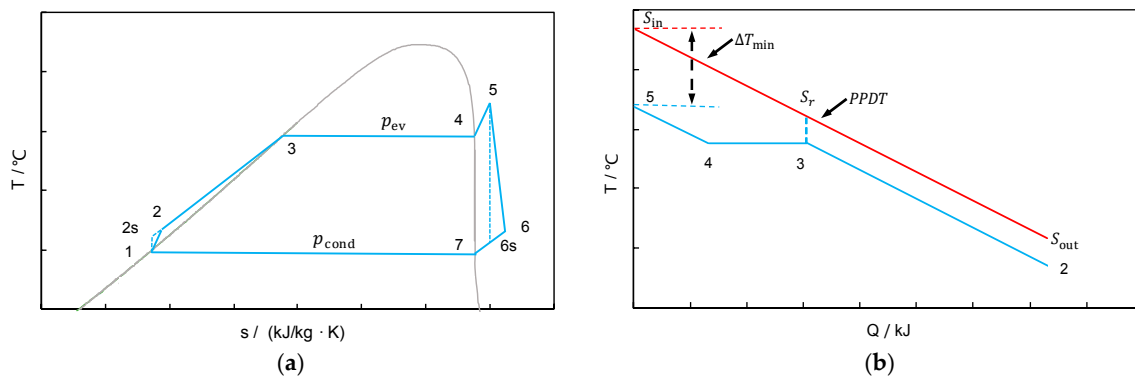 5
4
p_ev
3
2
2s
1
p_cond
7
6
6s
T / °C
s / (kJ/kg · K)
(a)
S_in
ΔT_min
5
S_r
PPDT
4
3
S_out
2
T / °C
Q / kJ
(b)